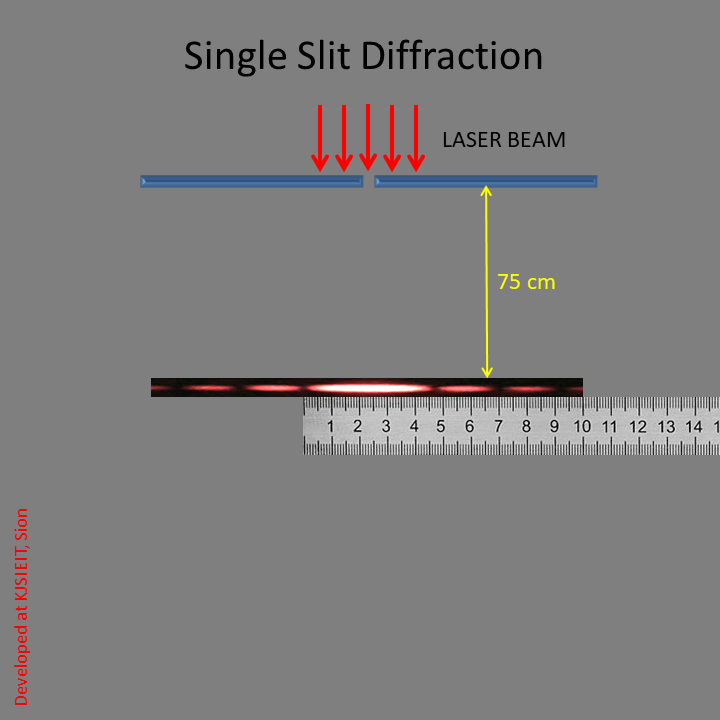 Single Slit Diffraction
LASER BEAM
75 cm
1 2 3 4 5 6 7 8 9 10 11 12 13 14
Developed at KJSIEIT, Sion